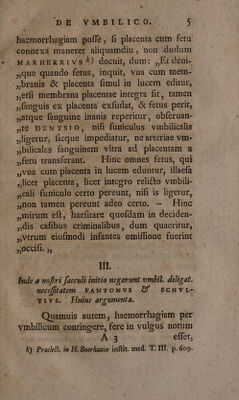 DE VMBILICO. 5
haemorrhagiam posse, si placenta cum fetu
connexa maneret aliquamdiu, non dudum
MARHERRIVS k) docuit, dum: „Et deni-
„que quando fetus, inquit, vna cum mem-
„branis & placenta simul in lucem editur,
„etsi membrana placentae integra sit, tamen
„sanguis ex placenta exsudat, & fetus perit,
„atque sanguine inanis reperitur, obseruan-
„te DENYSIO, nisi funiculus vmbilicalis
„ligetur, sicque impediatur, ne arteriae vm-
„bilicales sanguinem vltra ad placentam a
„fetu transferant. Hinc omnes fetus, qui
„vna cum placenta in lucem eduntur, illaesa
„licet placenta, licet integro relicto vmbili-
„cali funiculo certo pereunt, nisi is ligetur,
„non tamen pereunt adeo certo. – Hinc
„mirum est, haesitare quosdam in deciden-
„dis casibus criminalibus, dum quaeritur,
„vtrum eiusmodi infantes omissione fuerint
„occisi. „
III.
Inde a nostri saeculi initio negarunt vmbil. deligat.
necessitatem FANTONVS & SCHVL-
TIVS. Huius argumenta.
Quamuis autem, haemorrhagiam per
vmbilicum contingere, fere in vulgus notum
A 3 esset,
k) Praelect. in H. Boerhaave instit. med. T. III. p. 609.